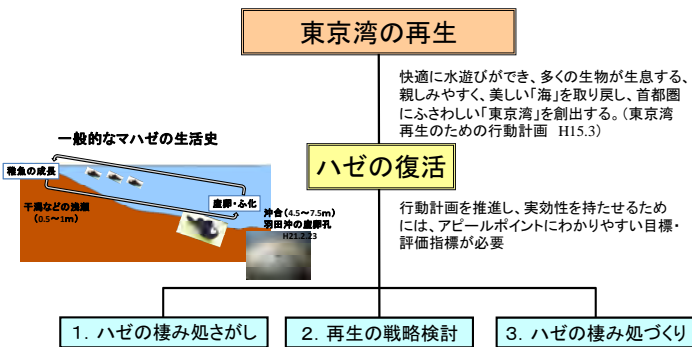 東京湾の再生
快適に水遊びができ、多くの生物が生息する、
親しみやすく、美しい「海」を取り戻し、首都圏
にふさわしい「東京湾」を創出する。(東京湾
再生のための行動計画 H15.3)
一般的なマハゼの生活史
稚魚の成長
干潟などの浅瀬
(0.5~1m)
産卵・ふ化
沖合(4.5~7.5m)
羽田沖の産卵孔
H21.2.23
ハゼの復活
行動計画を推進し、実効性を持たせるため
には、アピールポイントにわかりやすい目標・
評価指標が必要
1. ハゼの棲み処さがし
2. 再生の戦略検討
3. ハゼの棲み処づくり